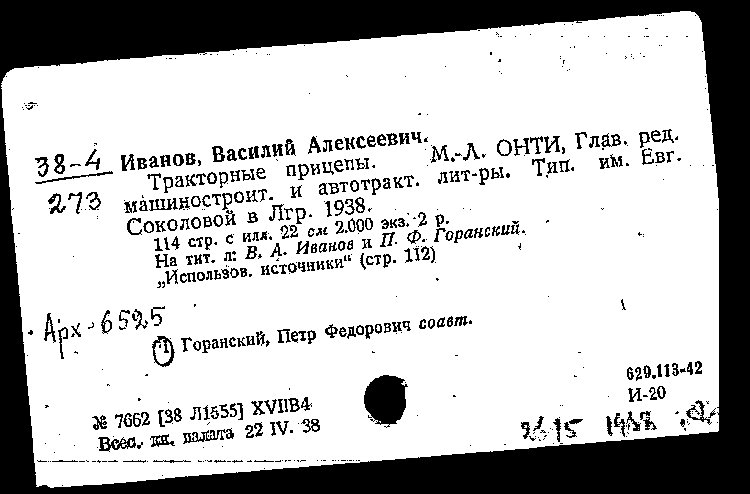 38-4 Иванов, Василий Алексеевич.
273
Тракторные прицепы. М.-Л. ОНТИ, Глав. ред.
машиностроит. и автотракт. лит-ры. Тип. им. Евг.
Соколовой в Лгр. 1938.
114 стр. с илл. 22 см 2.000 экз. 2 р.
На тит. л: В. А. Иванов и П. Ф. Горанский.
„Использов. источники“ (стр. 112)
Арх-6525
1 Горанский, Петр Федорович соавт.
629.113-42
И-20
№ 7662 [38 Л1555] XVIIВ4
Всес. кн. палата 22 IV. 38